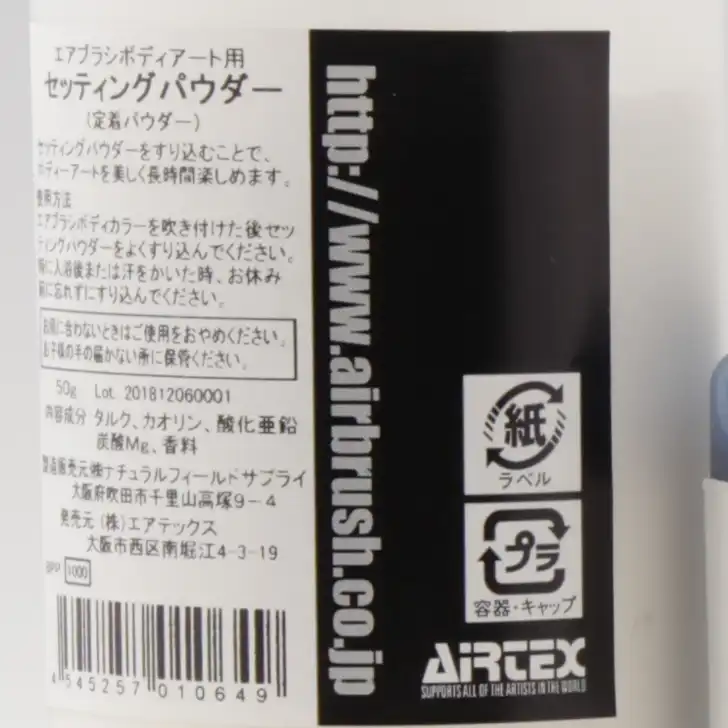 エアブラシボディアート用
セッティングパウダー
(定着パウダー)
セッティングパウダーをすり込むことで、
ボディーアートを美しく長時間楽しめます。
使用方法
エアブラシボディカラーを吹き付けた後セッ
ティングパウダーをよくすり込んでください。
特に入浴後または汗をかいた時、お休み
前に忘れずにすり込んでください。
お肌に合わないときはご使用をおやめください。
お子様の手の届かない所に保管ください。
50g Lot. 201812060001
内容成分 タルク、カオリン、酸化亜鉛
炭酸Mg、香料
製造販売元㈱ナチュラルフィールドサプライ
大阪府吹田市千里山高塚9-4
発売元 (株)エアテックス
大阪市西区南堀江4-3-19
BPP 1000
4 545257 010649
http://www.airbrush.co.jp
紙
ラベル
プラ
容器・キャップ
AIRTEX
SUPPORTS ALL OF THE ARTISTS IN THE WORLD